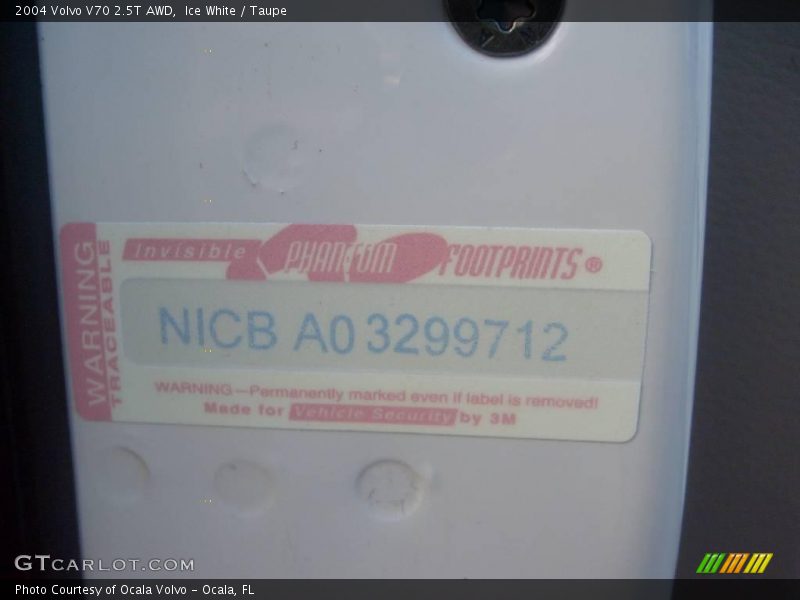 2004 Volvo V70 2.5T AWD,  Ice White / Taupe
WARNING
TRACEABLE
Invisible PHANTOM FOOTPRINTS®
NICB A03299712
WARNING—Permanently marked even if label is removed!
Made for Vehicle Security by 3M
GTCARLOT.COM
Photo Courtesy of Ocala Volvo - Ocala, FL